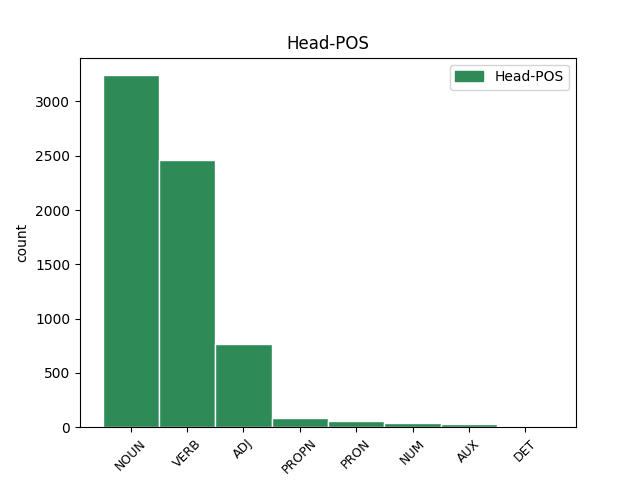 Head-POS
Head-POS
3000
2500
2000
1500
1000
500
0
count
NOUN VERB ADJ PROPN PRON NUM AUX DET